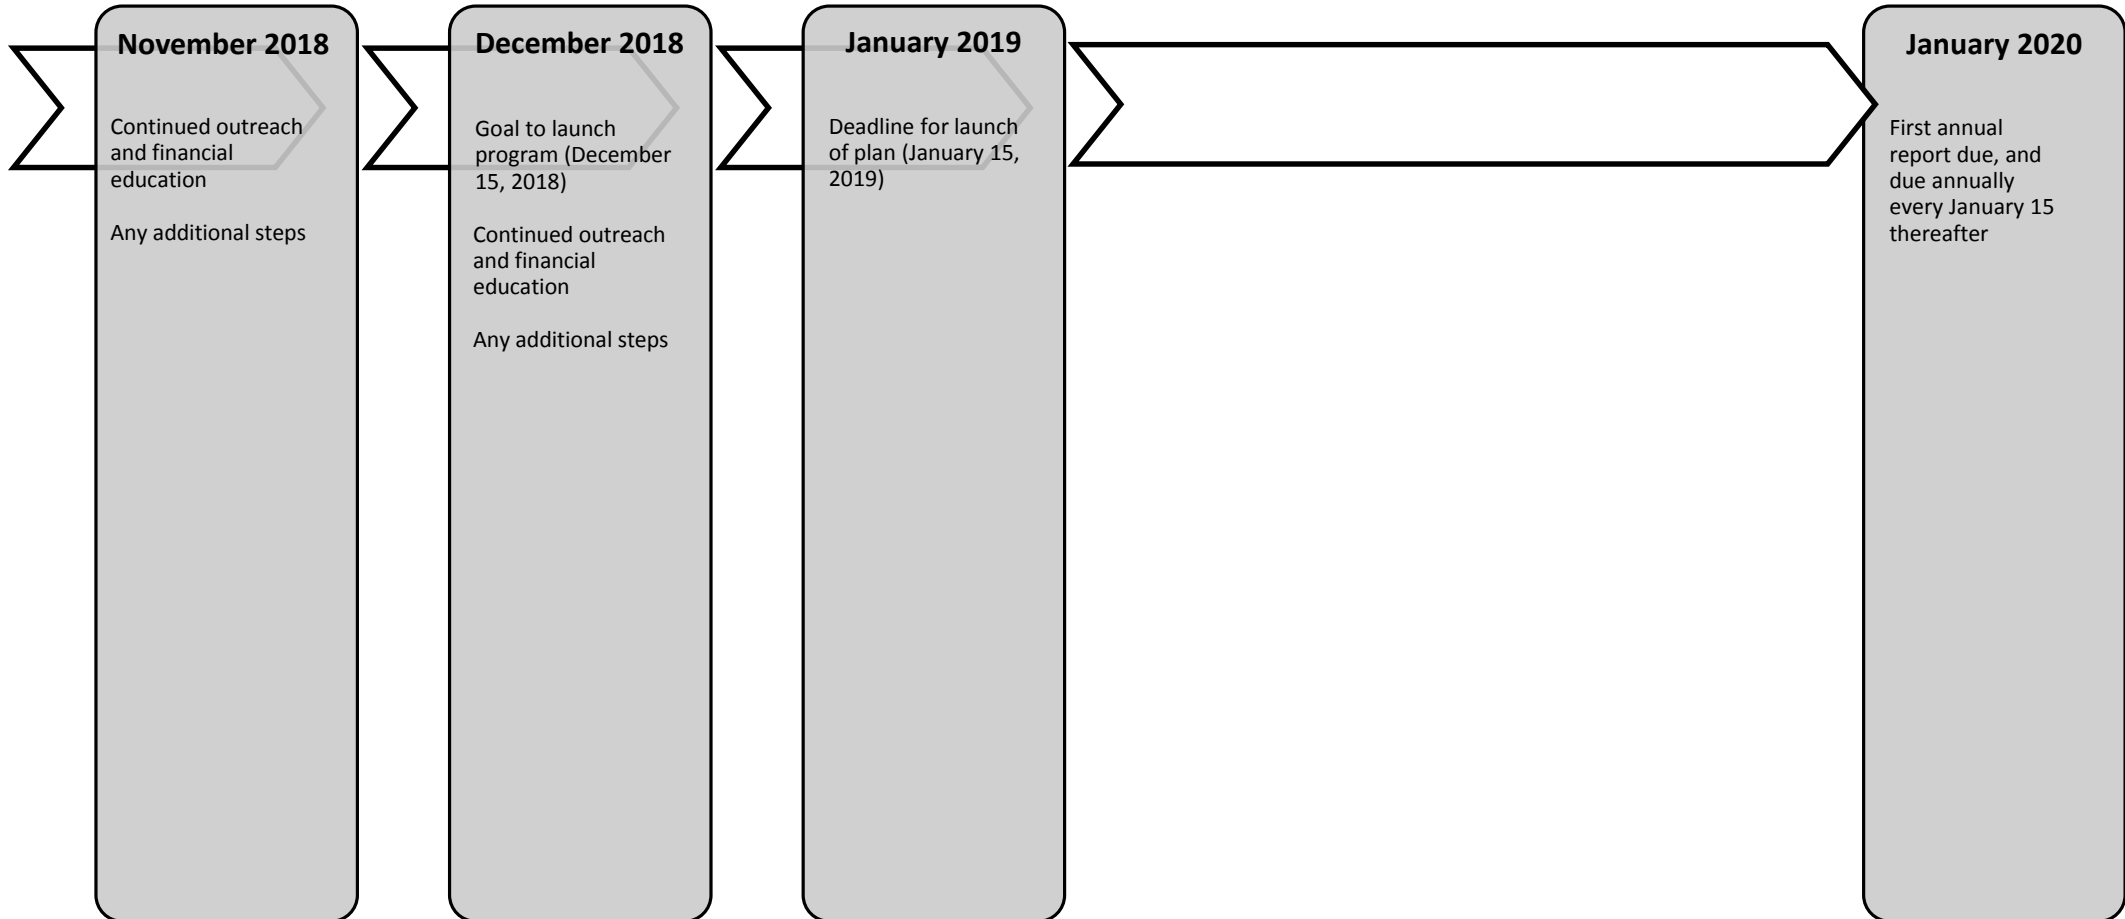 November 2018
Continued outreach
and financial
education
Any additional steps
December 2018
Goal to launch
program (December
15, 2018)
Continued outreach
and financial
education
Any additional steps
January 2019
Deadline for launch
of plan (January 15,
2019)
January 2020
First annual
report due, and
due annually
every January 15
thereafter